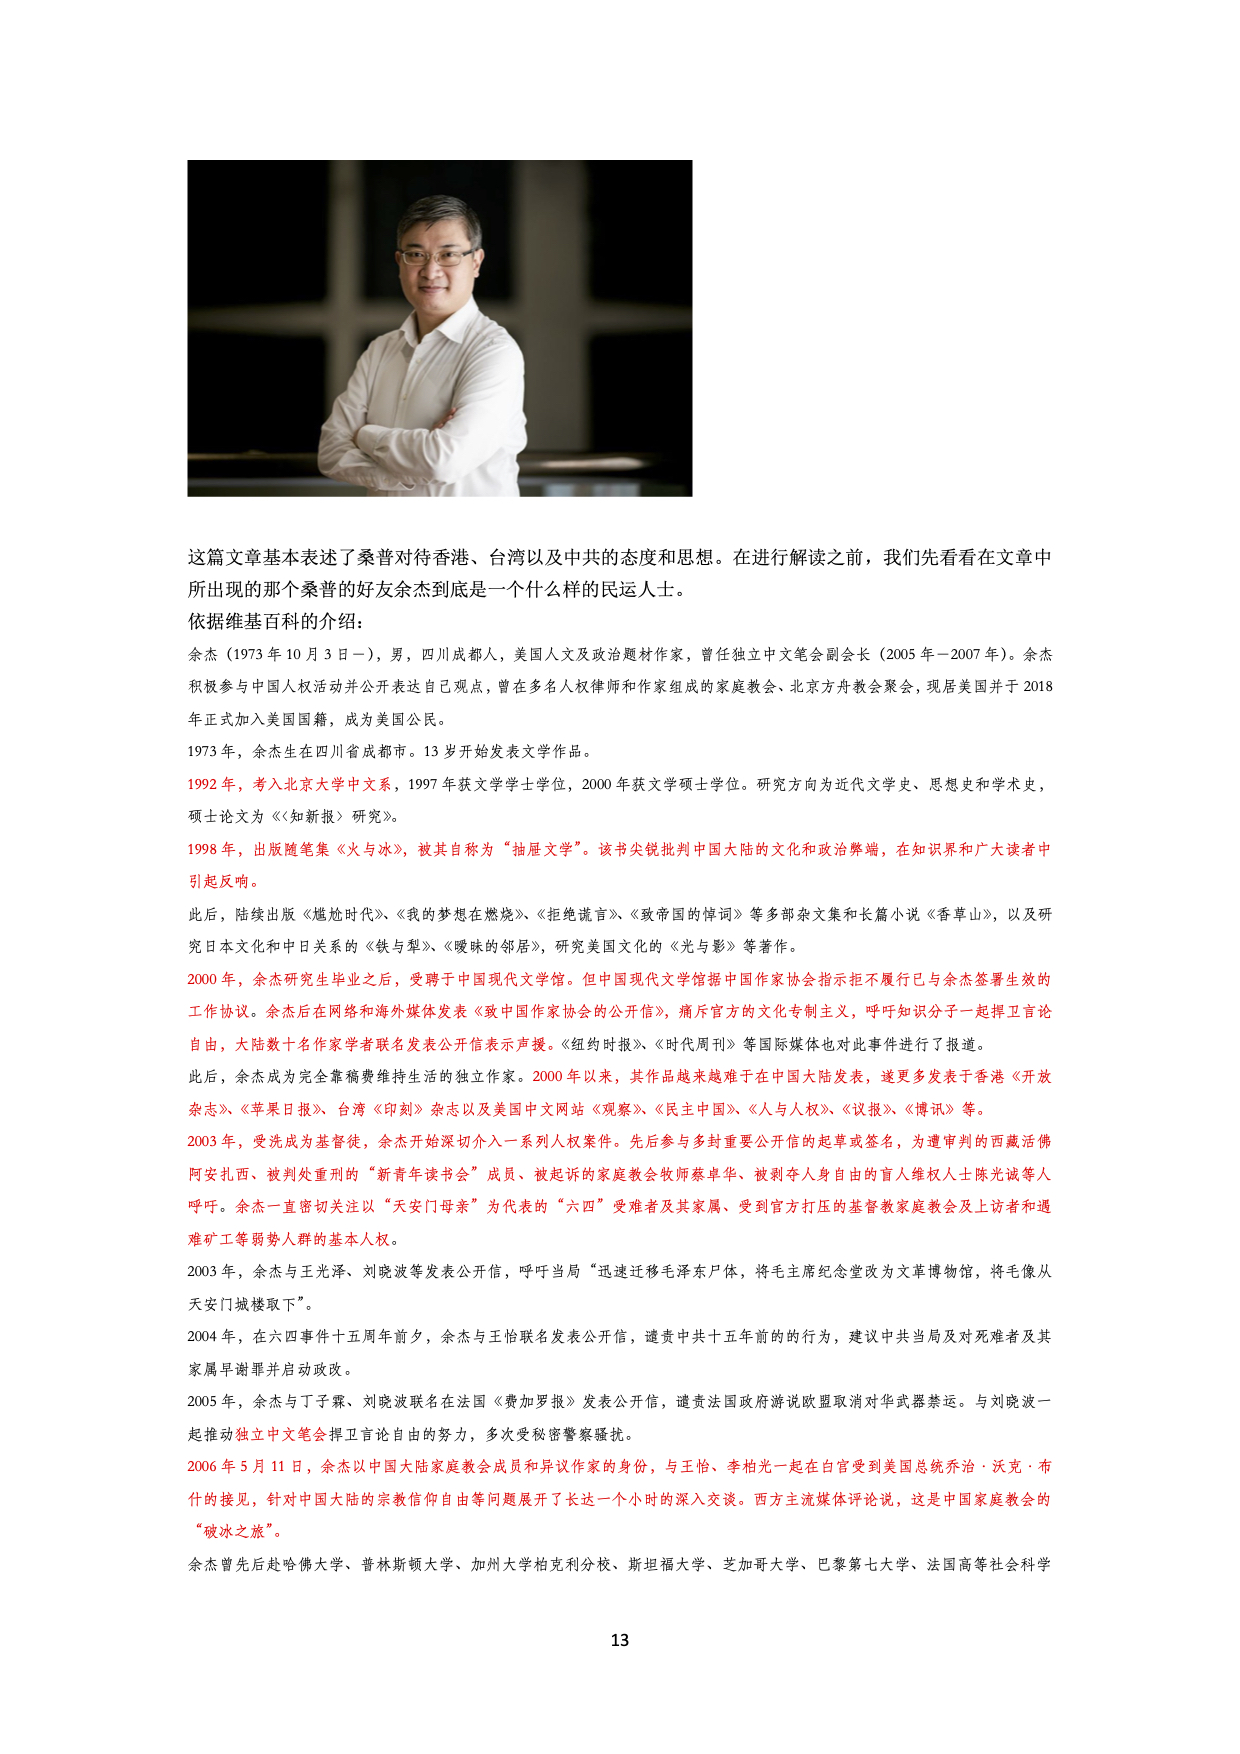 这篇文章基本表述了桑普对待香港、台湾以及中共的态度和思想。在进行解读之前，我们先看看在文章中
所出现的那个桑普的好友余杰到底是一个什么样的民运人士。
依据维基百科的介绍：
余杰（1973 年 10 月 3 日－），男，四川成都人，美国人文及政治题材作家，曾任独立中文笔会副会长（2005 年－2007 年）。余杰
积极参与中国人权活动并公开表达自己观点，曾在多名人权律师和作家组成的家庭教会、北京方舟教会聚会，现居美国并于 2018
年正式加入美国国籍，成为美国公民。
1973 年，余杰生在四川省成都市。13 岁开始发表文学作品。
1992 年，考入北京大学中文系，1997 年获文学学士学位，2000 年获文学硕士学位。研究方向为近代文学史、思想史和学术史，
硕士论文为《〈知新报〉研究》。
1998 年，出版随笔集《火与冰》，被其自称为“抽屉文学”。该书尖锐批判中国大陆的文化和政治弊端，在知识界和广大读者中
引起反响。
此后，陆续出版《尴尬时代》、《我的梦想在燃烧》、《拒绝谎言》、《致帝国的悼词》等多部杂文集和长篇小说《香草山》，以及研
究日本文化和中日关系的《铁与犁》、《暧昧的邻居》，研究美国文化的《光与影》等著作。
2000 年，余杰研究生毕业之后，受聘于中国现代文学馆。但中国现代文学馆据中国作家协会指示拒不履行已与余杰签署生效的
工作协议。余杰后在网络和海外媒体发表《致中国作家协会的公开信》，痛斥官方的文化专制主义，呼吁知识分子一起捍卫言论
自由，大陆数十名作家学者联名发表公开信表示声援。《纽约时报》、《时代周刊》等国际媒体也对此事件进行了报道。
此后，余杰成为完全靠稿费维持生活的独立作家。2000 年以来，其作品越来越难于在中国大陆发表，遂更多发表于香港《开放
杂志》、《苹果日报》、台湾《印刻》杂志以及美国中文网站《观察》、《民主中国》、《人与人权》、《议报》、《博讯》等。
2003 年，受洗成为基督徒，余杰开始深切介入一系列人权案件。先后参与多封重要公开信的起草或签名，为遭审判的西藏活佛
阿安扎西、被判处重刑的“新青年读书会”成员、被起诉的家庭教会牧师蔡卓华、被剥夺人身自由的盲人维权人士陈光诚等人
呼吁。余杰一直密切关注以“天安门母亲”为代表的“六四”受难者及其家属、受到官方打压的基督教家庭教会及上访者和遇
难矿工等弱势人群的基本人权。
2003 年，余杰与王光泽、刘晓波等发表公开信，呼吁当局“迅速迁移毛泽东尸体，将毛主席纪念堂改为文革博物馆，将毛像从
天安门城楼取下”。
2004 年，在六四事件十五周年前夕，余杰与王怡联名发表公开信，谴责中共十五年前的的行为，建议中共当局及对死难者及其
家属早谢罪并启动政改。
2005 年，余杰与丁子霖、刘晓波联名在法国《费加罗报》发表公开信，谴责法国政府游说欧盟取消对华武器禁运。与刘晓波一
起推动独立中文笔会捍卫言论自由的努力，多次受秘密警察骚扰。
2006 年 5 月 11 日，余杰以中国大陆家庭教会成员和异议作家的身份，与王怡、李柏光一起在白宫受到美国总统乔治·沃克·布
什的接见，针对中国大陆的宗教信仰自由等问题展开了长达一个小时的深入交谈。西方主流媒体评论说，这是中国家庭教会的
“破冰之旅”。
余杰曾先后赴哈佛大学、普林斯顿大学、加州大学柏克利分校、斯坦福大学、芝加哥大学、巴黎第七大学、法国高等社会科学
13